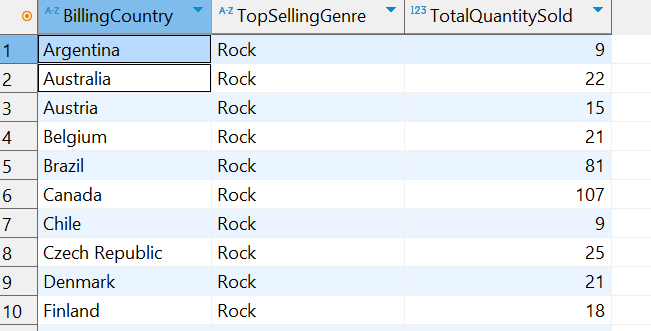 A-Z BillingCountry A-Z TopSellingGenre 123 TotalQuantitySold
1 Argentina Rock 9
2 Australia Rock 22
3 Austria Rock 15
4 Belgium Rock 21
5 Brazil Rock 81
6 Canada Rock 107
7 Chile Rock 9
8 Czech Republic Rock 25
9 Denmark Rock 21
10 Finland Rock 18